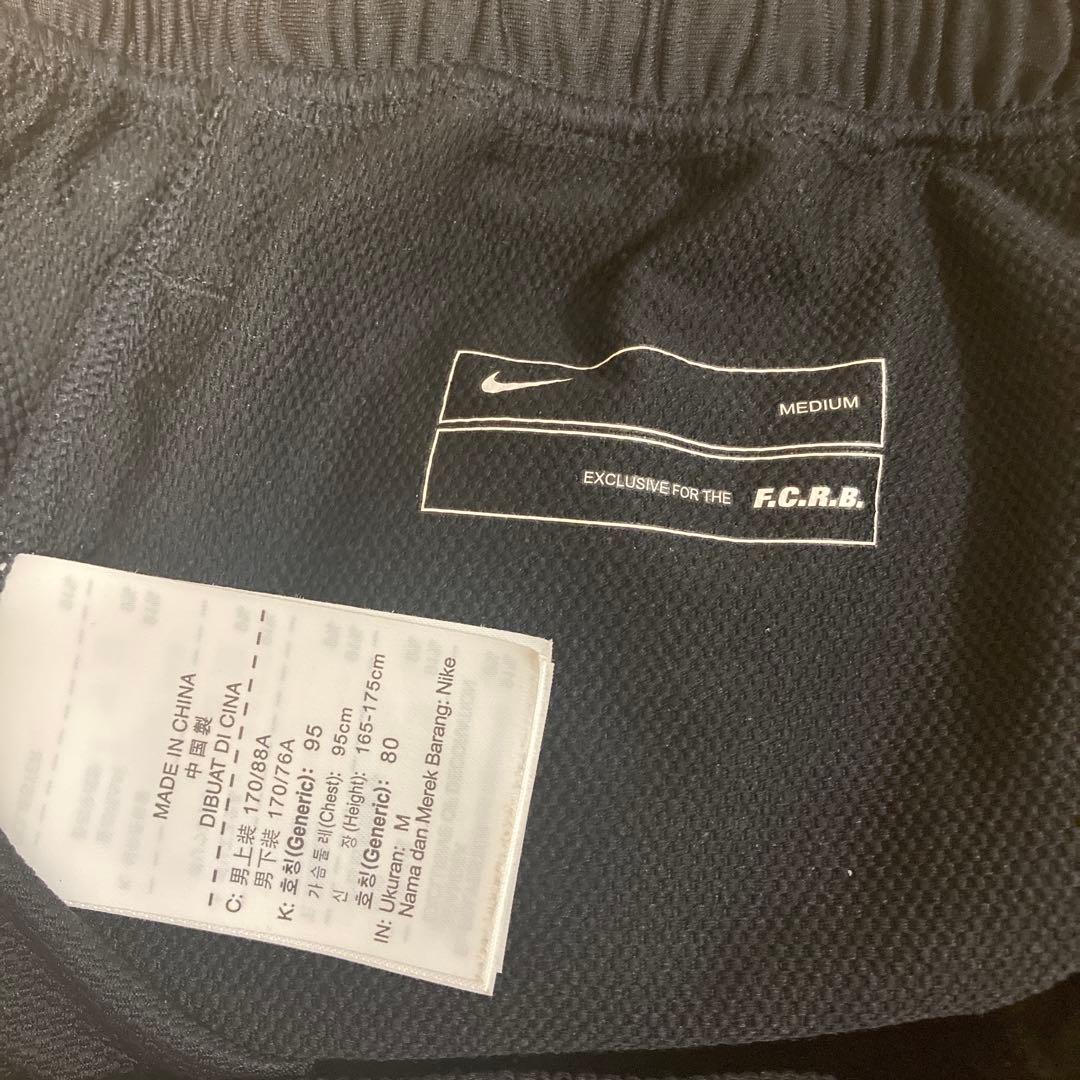 MEDIUM
EXCLUSIVE FOR THE F.C.R.B.
MADE IN CHINA
中国製
DIBUAT DI CINA
C: 男上装 170/88A
男下装 170/76A
K: 호칭(Generic): 95
가슴둘레(Chest): 95cm
신 장 (Height): 165-175cm
호칭(Generic): 80
IN: Ukuran: M
Nama dan Merek Barang: Nike